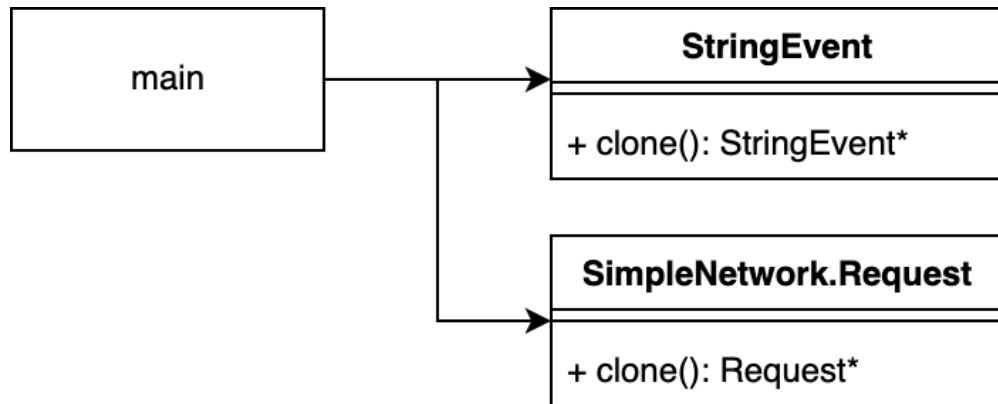 main
StringEvent
+ clone(): StringEvent*
SimpleNetwork.Request
+ clone(): Request*